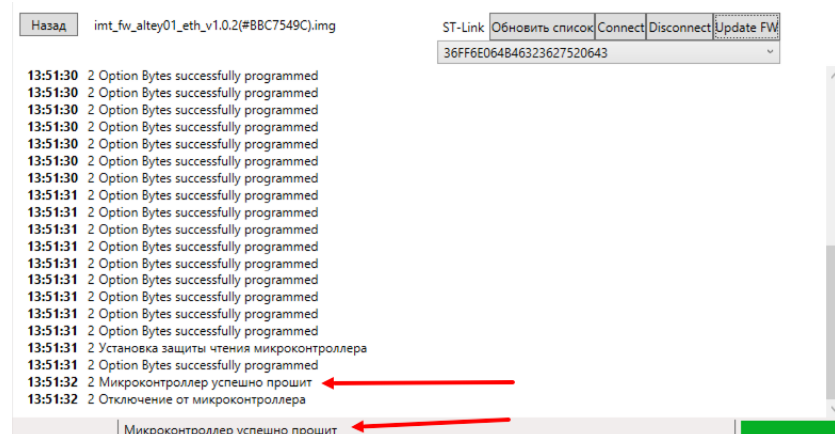 Назад imt_fw_altey01_eth_v1.0.2(#BBC7549C).img ST-Link Обновить список Connect Disconnect Update FW
36FF6E064B46323627520643
13:51:30 2 Option Bytes successfully programmed
13:51:30 2 Option Bytes successfully programmed
13:51:30 2 Option Bytes successfully programmed
13:51:30 2 Option Bytes successfully programmed
13:51:30 2 Option Bytes successfully programmed
13:51:30 2 Option Bytes successfully programmed
13:51:30 2 Option Bytes successfully programmed
13:51:31 2 Option Bytes successfully programmed
13:51:31 2 Option Bytes successfully programmed
13:51:31 2 Option Bytes successfully programmed
13:51:31 2 Option Bytes successfully programmed
13:51:31 2 Option Bytes successfully programmed
13:51:31 2 Option Bytes successfully programmed
13:51:31 2 Option Bytes successfully programmed
13:51:31 2 Option Bytes successfully programmed
13:51:31 2 Option Bytes successfully programmed
13:51:31 2 Установка защиты чтения микроконтроллера
13:51:31 2 Option Bytes successfully programmed
13:51:32 2 Микроконтроллер успешно прошит
13:51:32 2 Отключение от микроконтроллера
Микроконтроллер успешно прошит